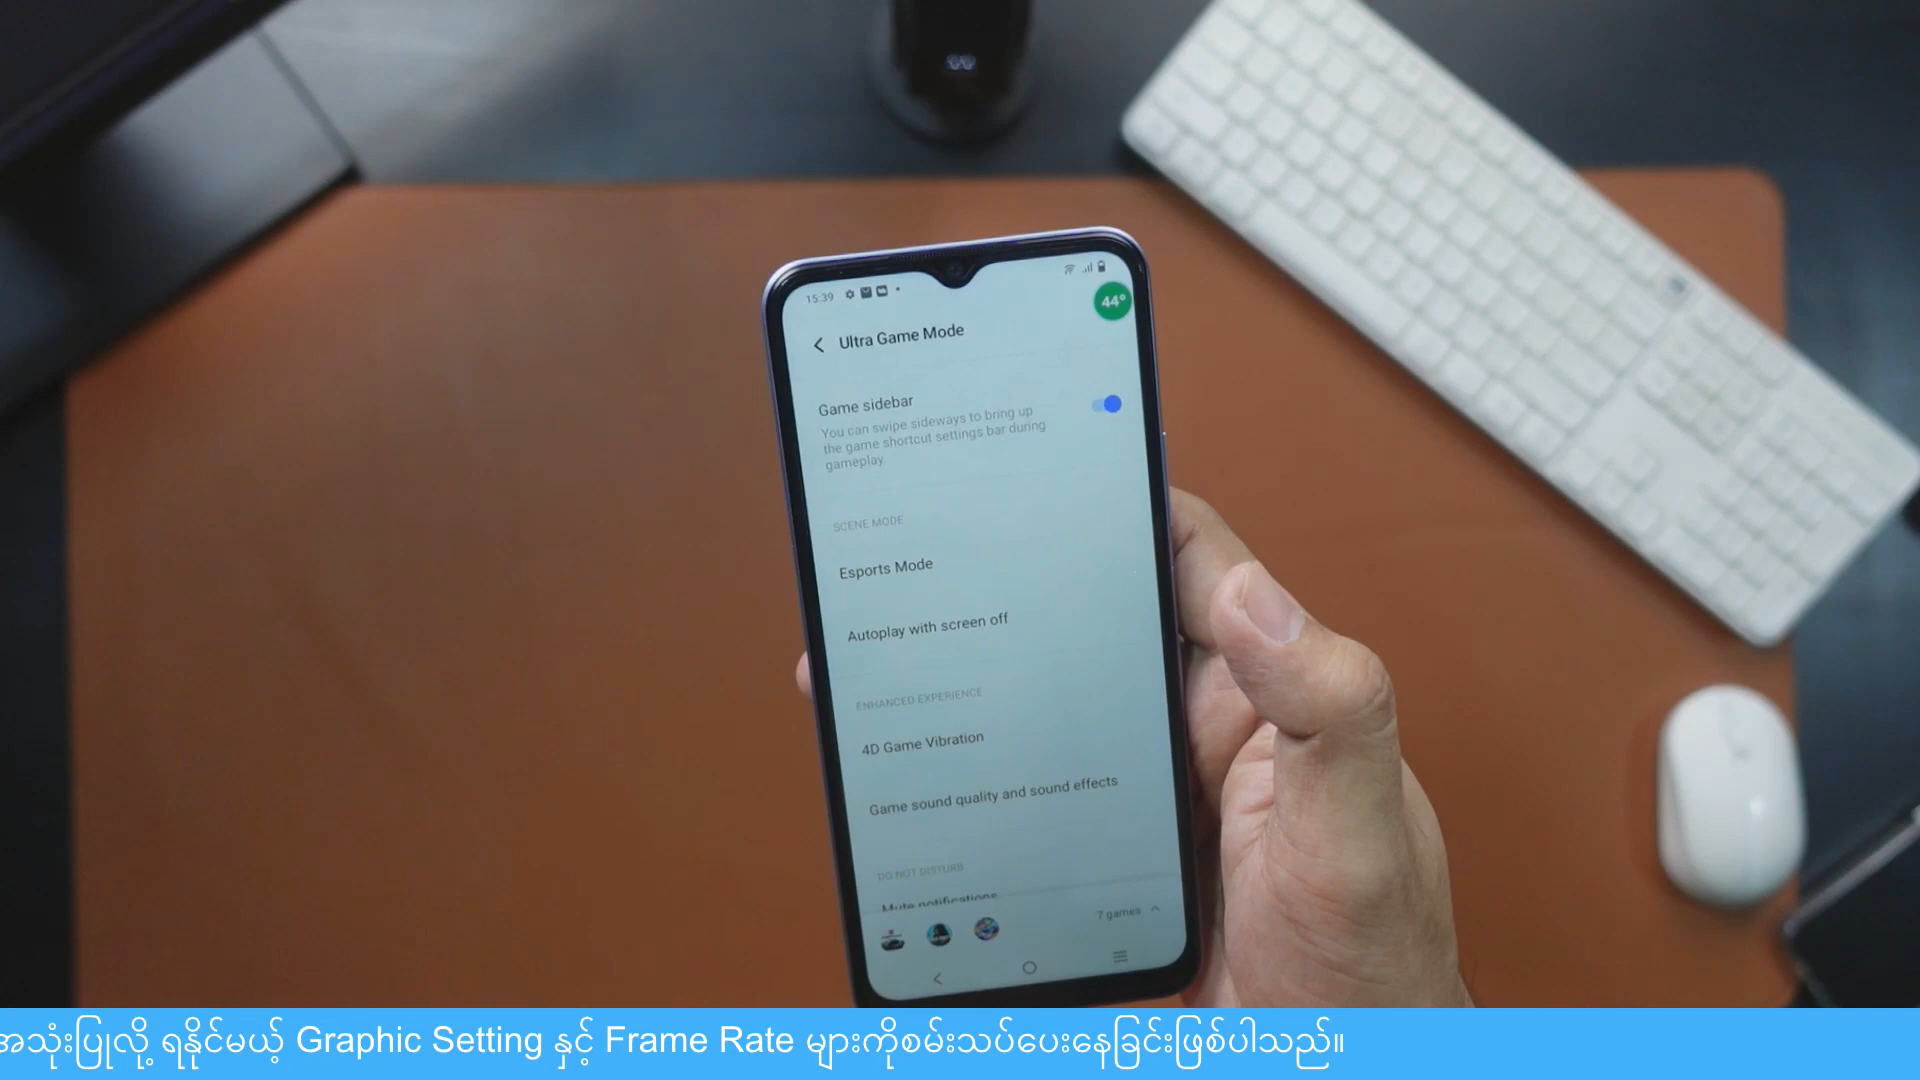 15:39
44°
Ultra Game Mode
Game sidebar
You can swipe sideways to bring up
the game shortcut settings bar during
gameplay.
SCENE MODE
Esports Mode
Autoplay with screen off
ENHANCED EXPERIENCE
4D Game Vibration
Game sound quality and sound effects
DO NOT DISTURB
Mute notifications
7 games
အသုံးပြုလို့ ရနိုင်မယ့် Graphic Setting နှင့် Frame Rate များကိုစမ်းသပ်ပေးနေခြင်းဖြစ်ပါသည်။